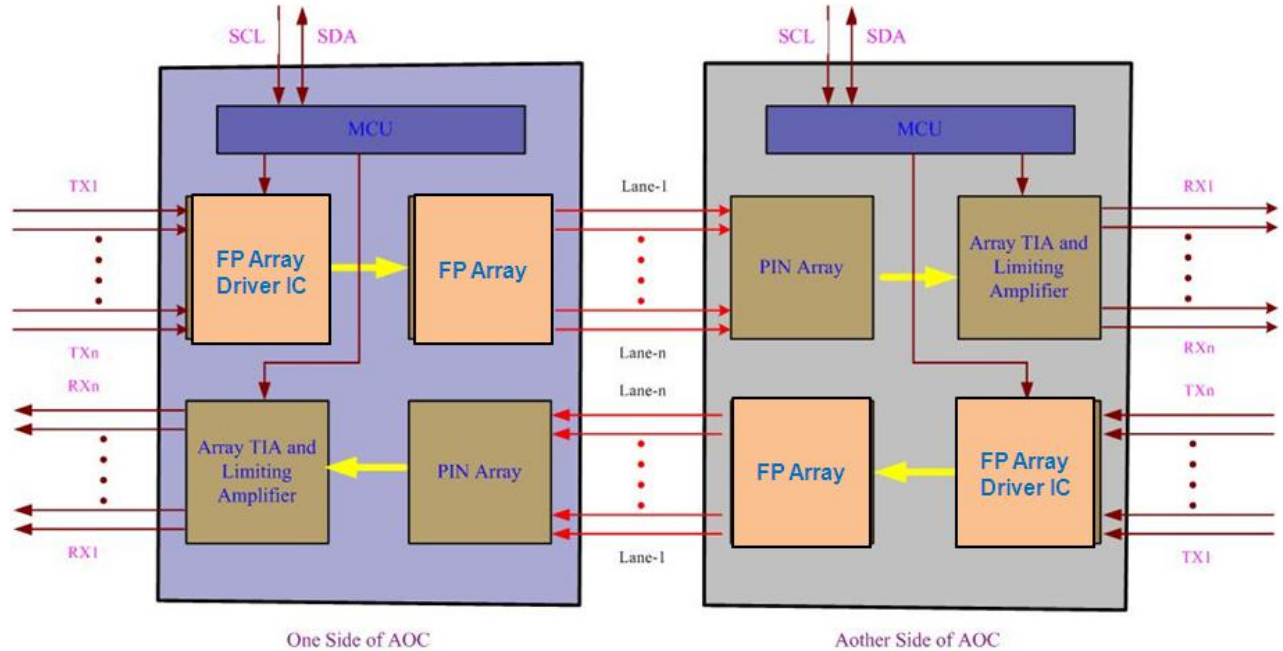 SCL SDA
SCL SDA
MCU
MCU
TX1
Lane-1
RX1
FP Array
Driver IC
FP Array
PIN Array
Array TIA and
Limiting
Amplifier
TXn
Lane-n
RXn
RXn
Lane-n
TXn
Array TIA and
Limiting
Amplifier
PIN Array
FP Array
FP Array
Driver IC
RX1
Lane-1
TX1
One Side of AOC
Aother Side of AOC